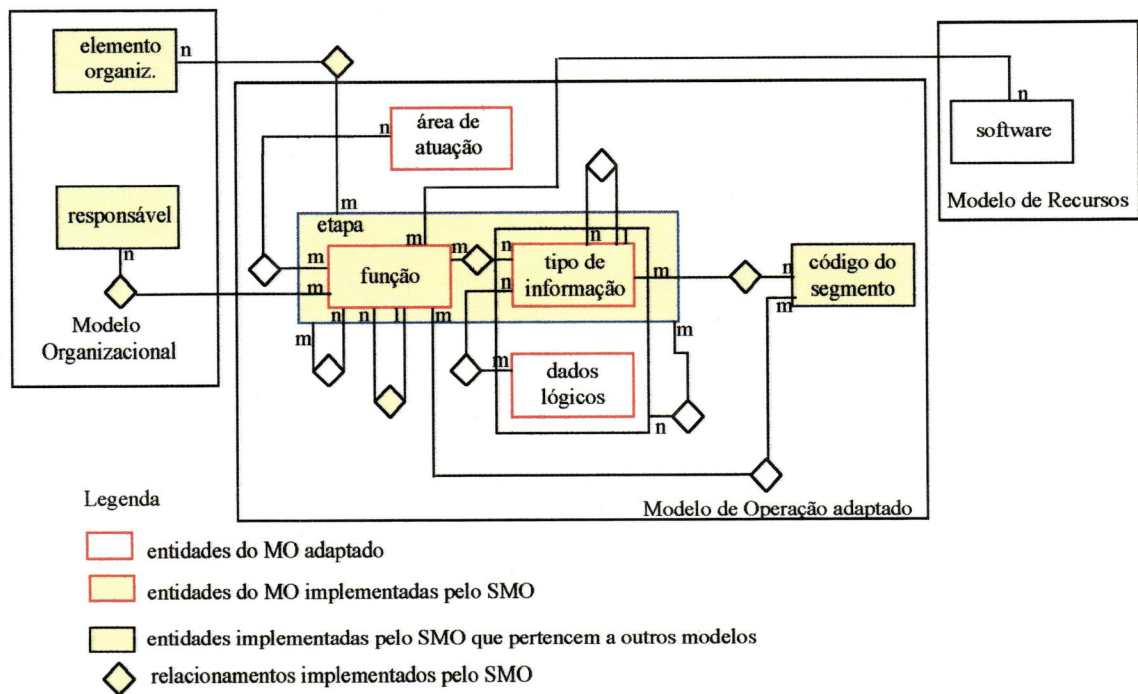 elemento
organiz.
n
n
área de
atuação
n
software
Modelo de Recursos
responsável
n
m
etapa
m
m
n
n
1
m
função
m
tipo de
informação
m
n
código do
segmento
m
m
n
n
n
1
m
m
m
dados
lógicos
n
Modelo
Organizacional
Modelo de Operação adaptado
Legenda
entidades do MO adaptado
entidades do MO implementadas pelo SMO
entidades implementadas pelo SMO que pertencem a outros modelos
relacionamentos implementados pelo SMO